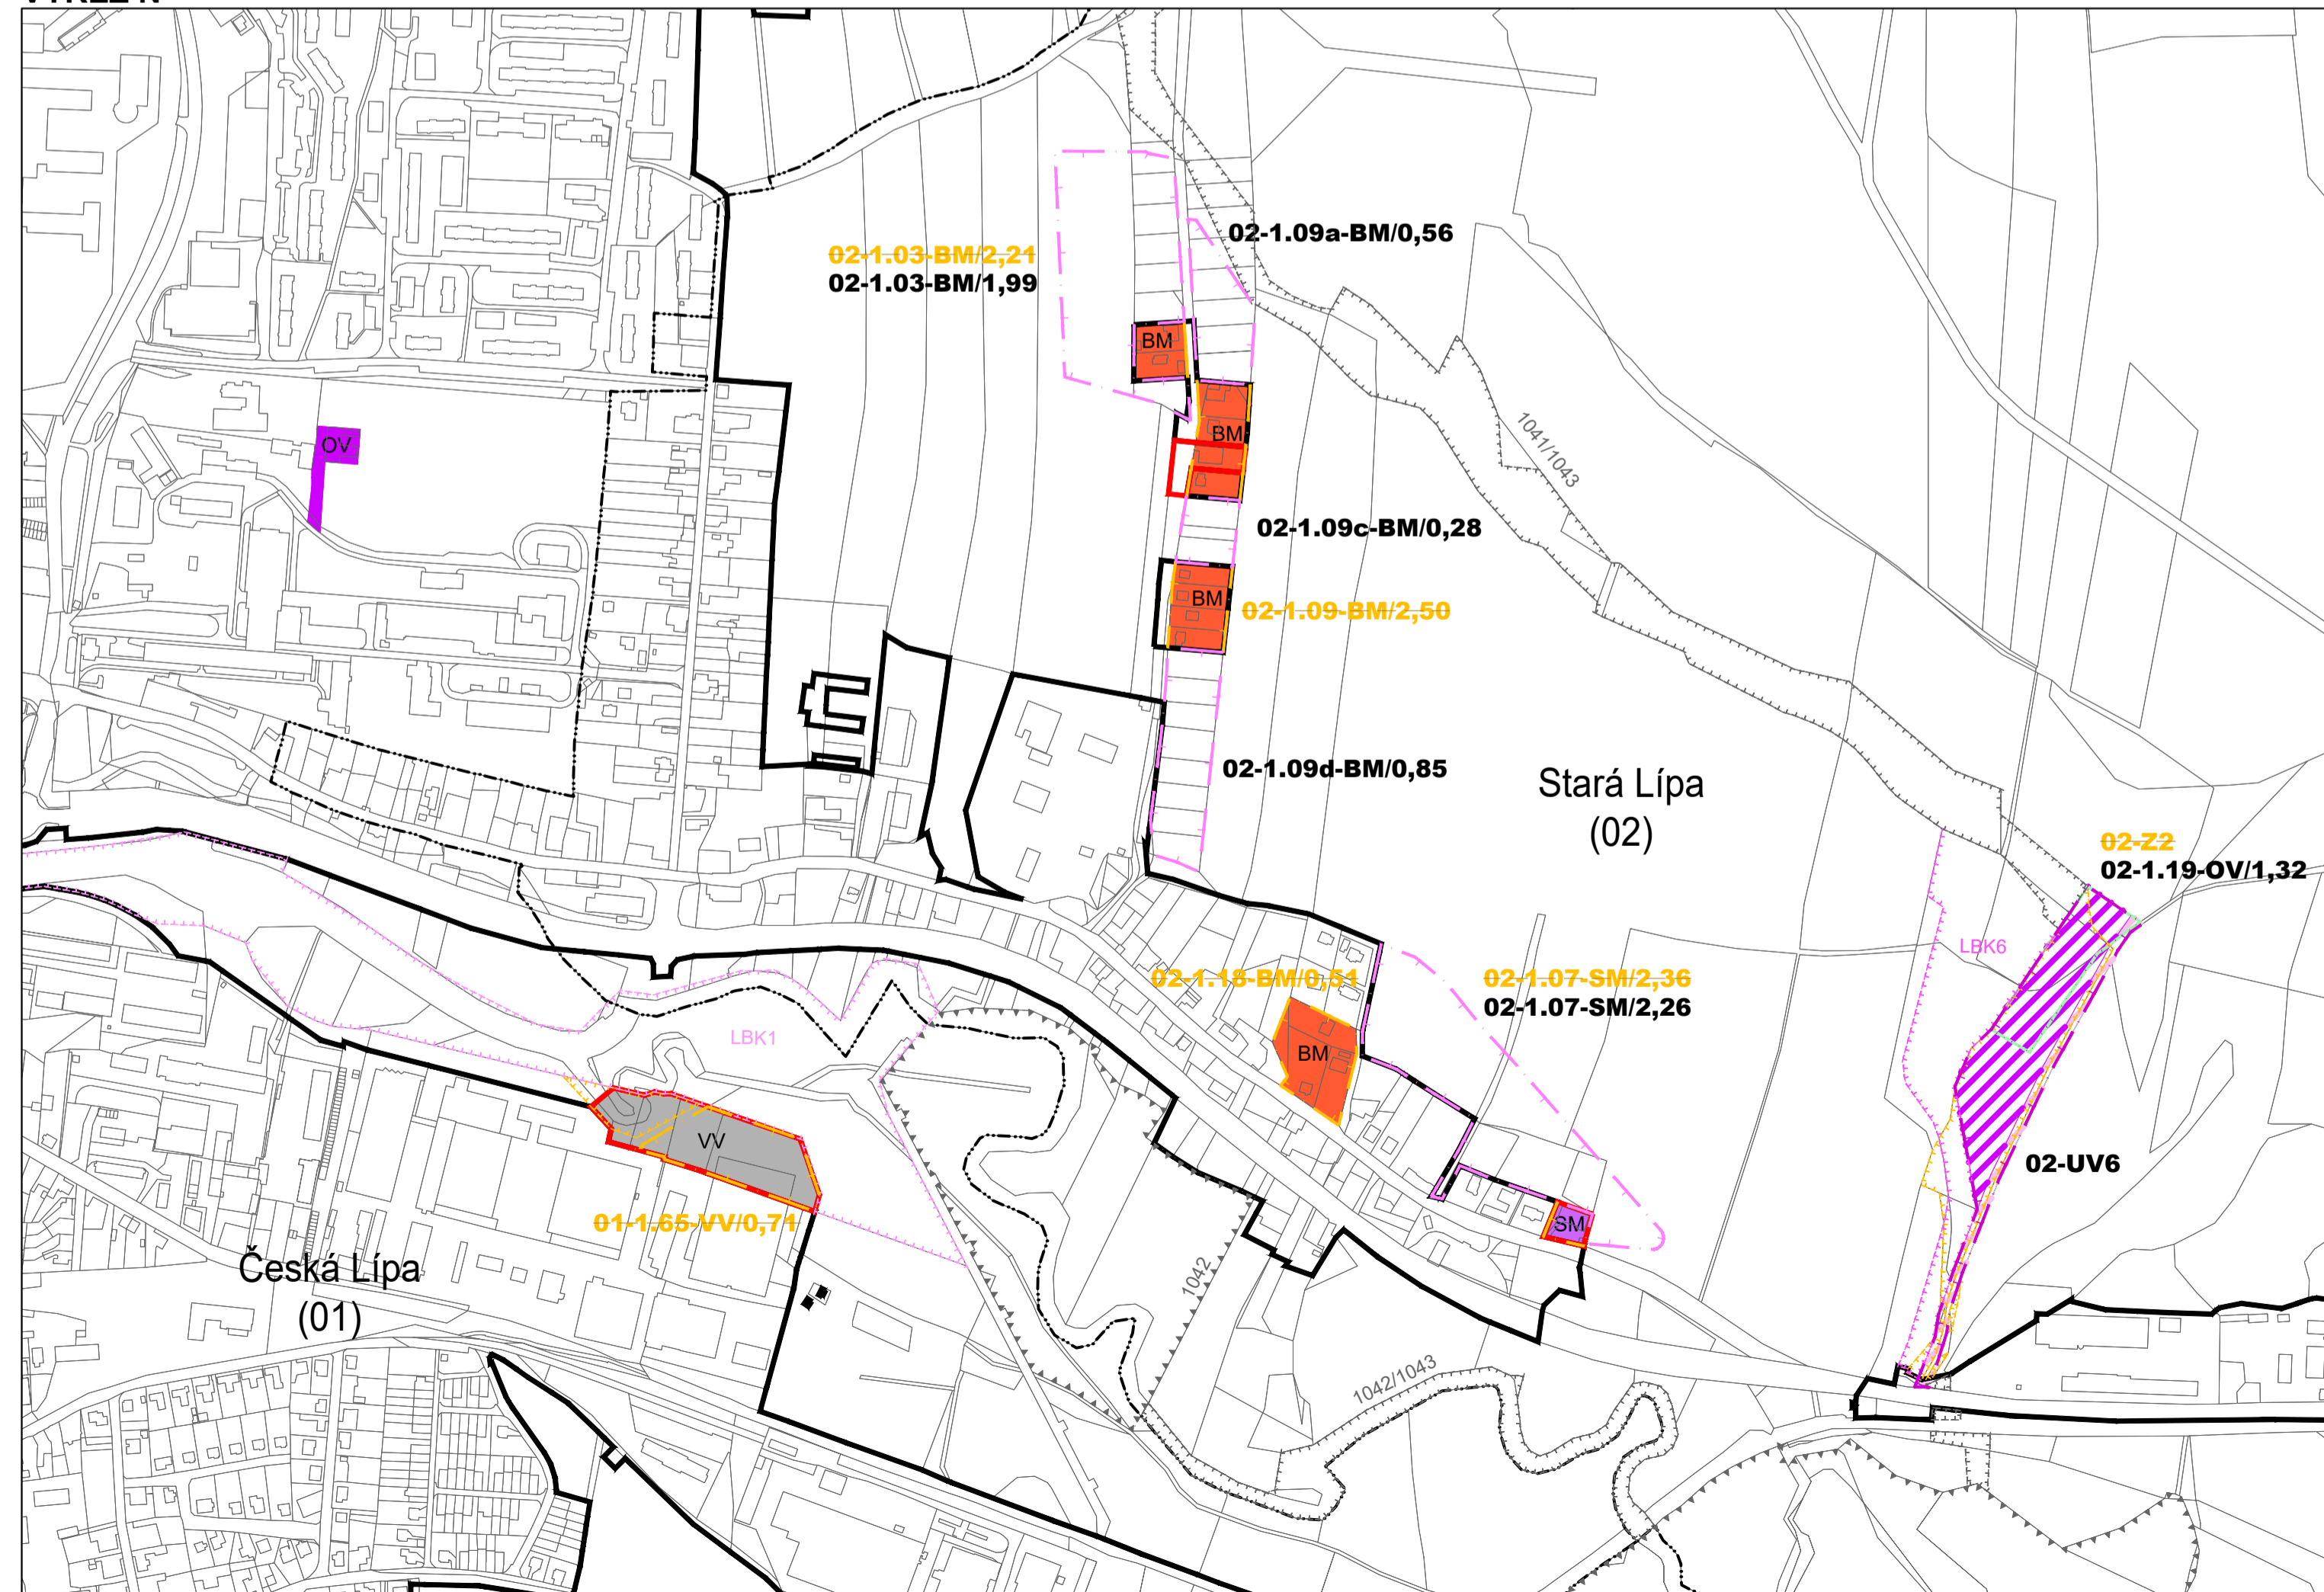 02-1.09a-BM/0,56
02-1.03-BM/2,21
02-1.03-BM/1,99
BM
BM
OV
1041/1043
02-1.09c-BM/0,28
BM
02-1.09-BM/2,50
02-1.09d-BM/0,85
Stará Lípa
(02)
02-Z2
02-1.19-OV/1,32
LBK6
02-1.18-BM/0,51
02-1.07-SM/2,36
02-1.07-SM/2,26
LBK1
BM
VV
02-UV6
01-1.65-VV/0,71
SM
Česká Lípa
(01)
1042
1042/1043